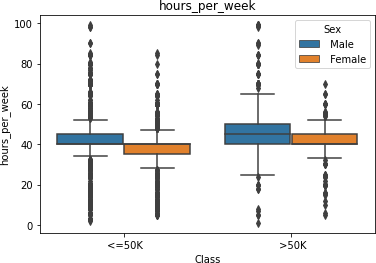 hours_per_week
Sex
Male
Female
hours_per_week
100
80
60
40
20
0
<=50K
>50K
Class